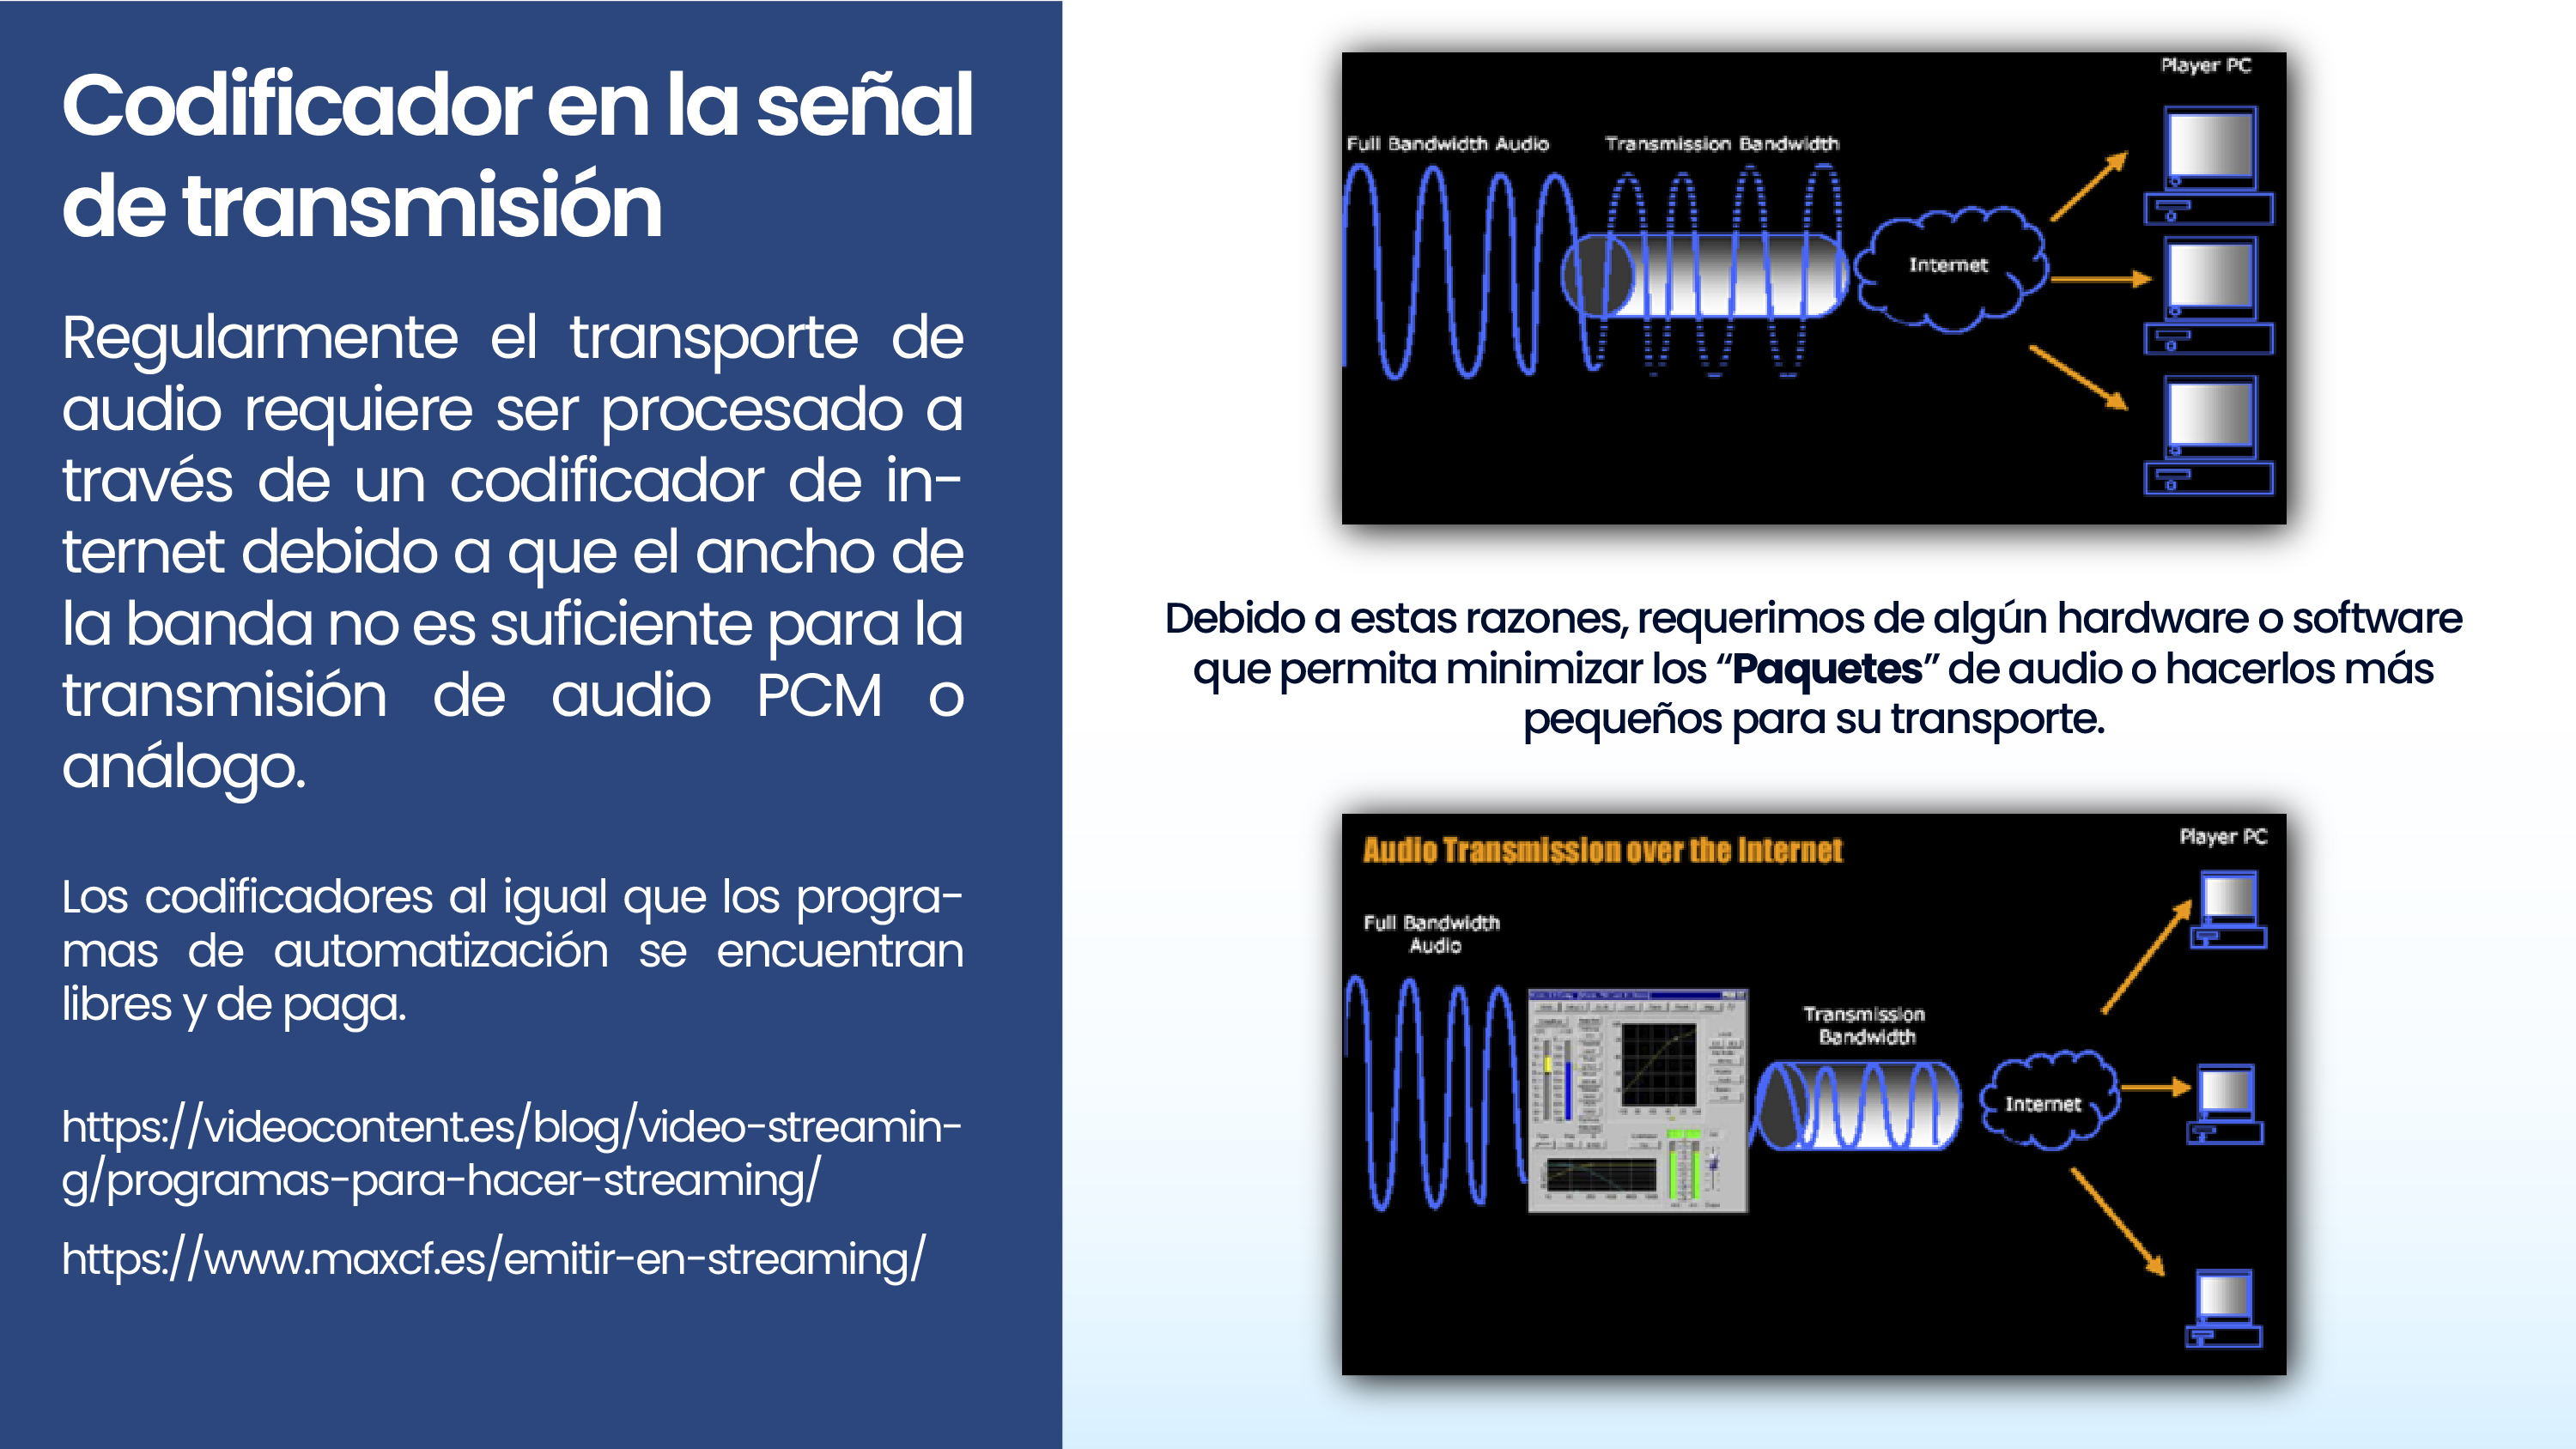 Codificador en la señal
de transmisión
Regularmente el transporte de
audio requiere ser procesado a
través de un codificador de in-
ternet debido a que el ancho de
la banda no es suficiente para la
transmisión de audio PCM o
análogo.
Los codificadores al igual que los progra-
mas de automatización se encuentran
libres y de paga.
https://videocontent.es/blog/video-streamin-
g/programas-para-hacer-streaming/
https://www.maxcf.es/emitir-en-streaming/
Player PC
Full Bandwidth Audio
Transmission Bandwidth
Internet
Debido a estas razones, requerimos de algún hardware o software
que permita minimizar los “Paquetes” de audio o hacerlos más
pequeños para su transporte.
Audio Transmission over the Internet
Player PC
Full Bandwidth
Audio
Transmission
Bandwidth
Internet